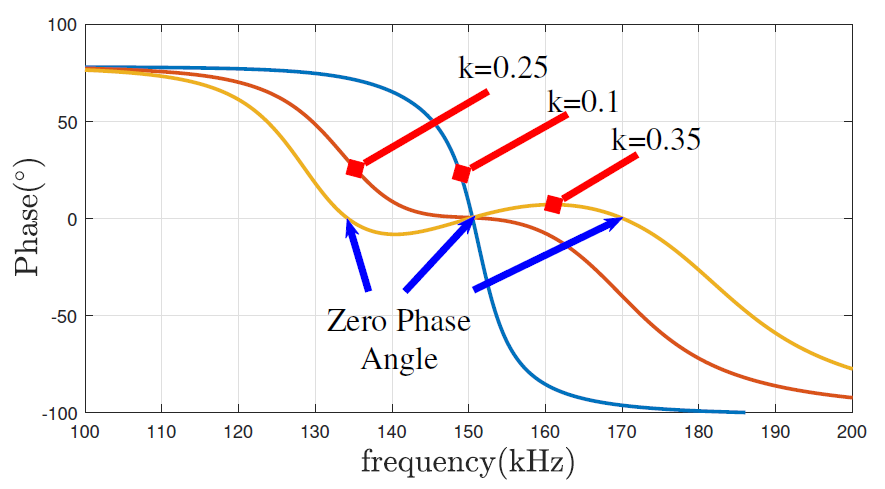 100
50
0
-50
-100
Phase(°)
k=0.25
k=0.1
k=0.35
Zero Phase
Angle
100 110 120 130 140 150 160 170 180 190 200
frequency(kHz)